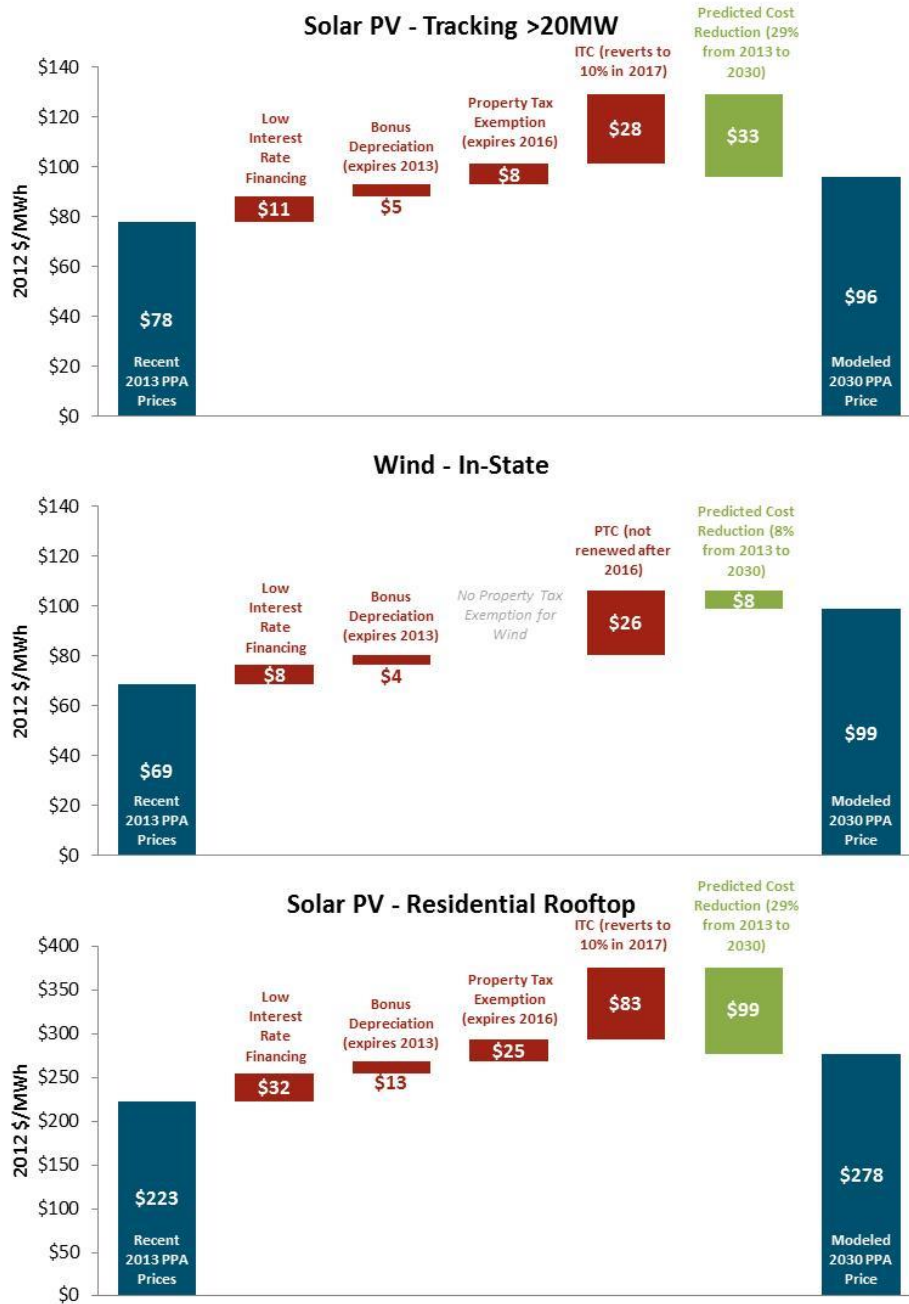 Solar PV - Tracking >20MW
2012 $/MWh
$140
$120
$100
$80
$60
$40
$20
$0
$78
Recent
2013 PPA
Prices
Low
Interest
Rate
Financing
$11
Bonus
Depreciation
(expires 2013)
$5
Property Tax
Exemption
(expires 2016)
$8
ITC (reverts to
10% in 2017)
$28
Predicted Cost
Reduction (29%
from 2013 to
2030)
$33
$96
Modeled
2030 PPA
Price
Wind - In-State
2012 $/MWh
$140
$120
$100
$80
$60
$40
$20
$0
$69
Recent
2013 PPA
Prices
Low
Interest
Rate
Financing
$8
Bonus
Depreciation
(expires 2013)
$4
No Property Tax
Exemption for
Wind
PTC (not
renewed after
2016)
$26
Predicted Cost
Reduction (8%
from 2013 to
2030)
$8
$99
Modeled
2030 PPA
Price
Solar PV - Residential Rooftop
2012 $/MWh
$400
$350
$300
$250
$200
$150
$100
$50
$0
$223
Recent
2013 PPA
Prices
Low
Interest
Rate
Financing
$32
Bonus
Depreciation
(expires 2013)
$13
Property Tax
Exemption
(expires 2016)
$25
ITC (reverts to
10% in 2017)
$83
Predicted Cost
Reduction (29%
from 2013 to
2030)
$99
$278
Modeled
2030 PPA
Price